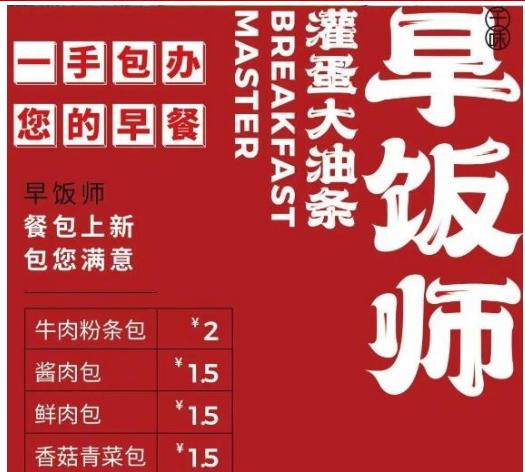 一手包办
您的早餐
早饭师
餐包上新
包您满意
牛肉粉条包 ¥2
酱肉包 ¥1.5
鲜肉包 ¥1.5
香菇青菜包 ¥1.5
BREAKFAST
MASTER
灌蛋大油条
早饭师
王味